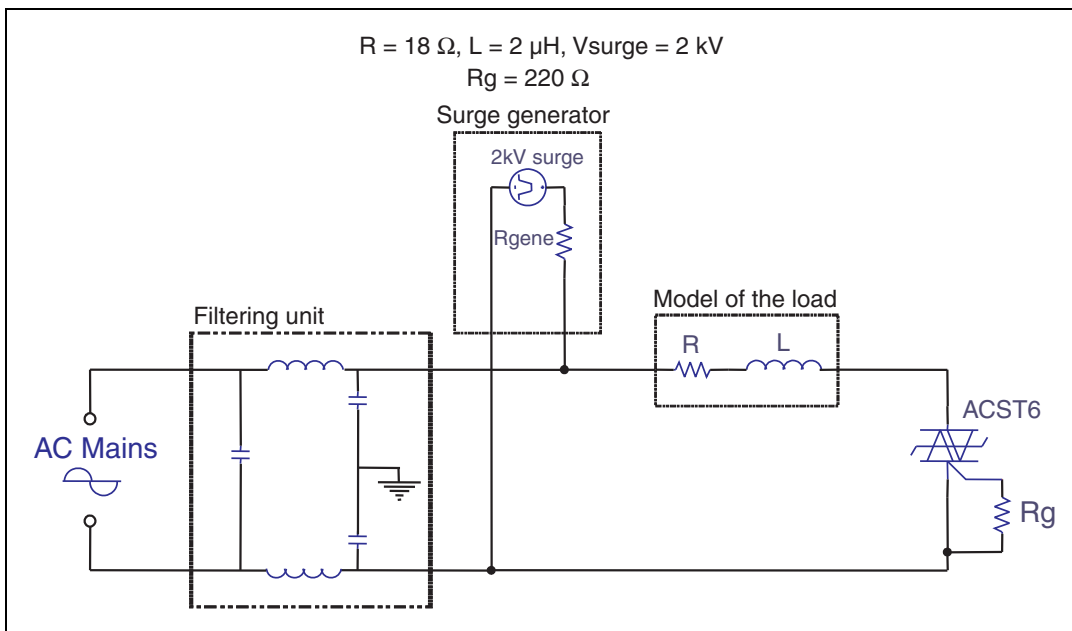 R = 18 Ω, L = 2 µH, Vsurge = 2 kV
Rg = 220 Ω
Surge generator
2kV surge
Rgene
Model of the load
R
L
Filtering unit
ACST6
AC Mains
Rg